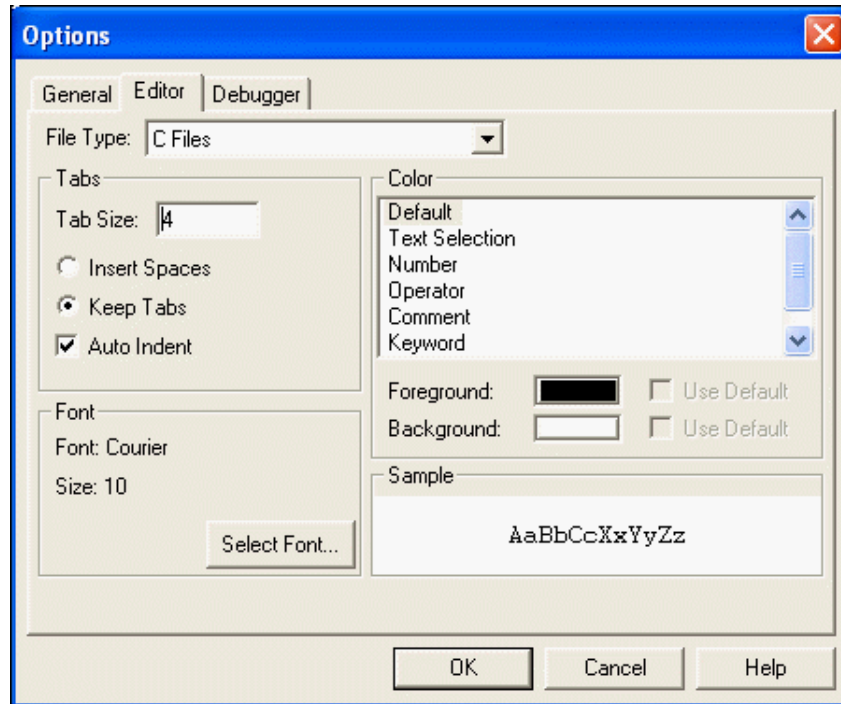 Options
General Editor Debugger
File Type: C Files
Tabs
Tab Size: 4
Insert Spaces
Keep Tabs
Auto Indent
Font
Font: Courier
Size: 10
Select Font...
Color
Default
Text Selection
Number
Operator
Comment
Keyword
Foreground: Use Default
Background: Use Default
Sample
AaBbCcXxYyZz
OK Cancel Help